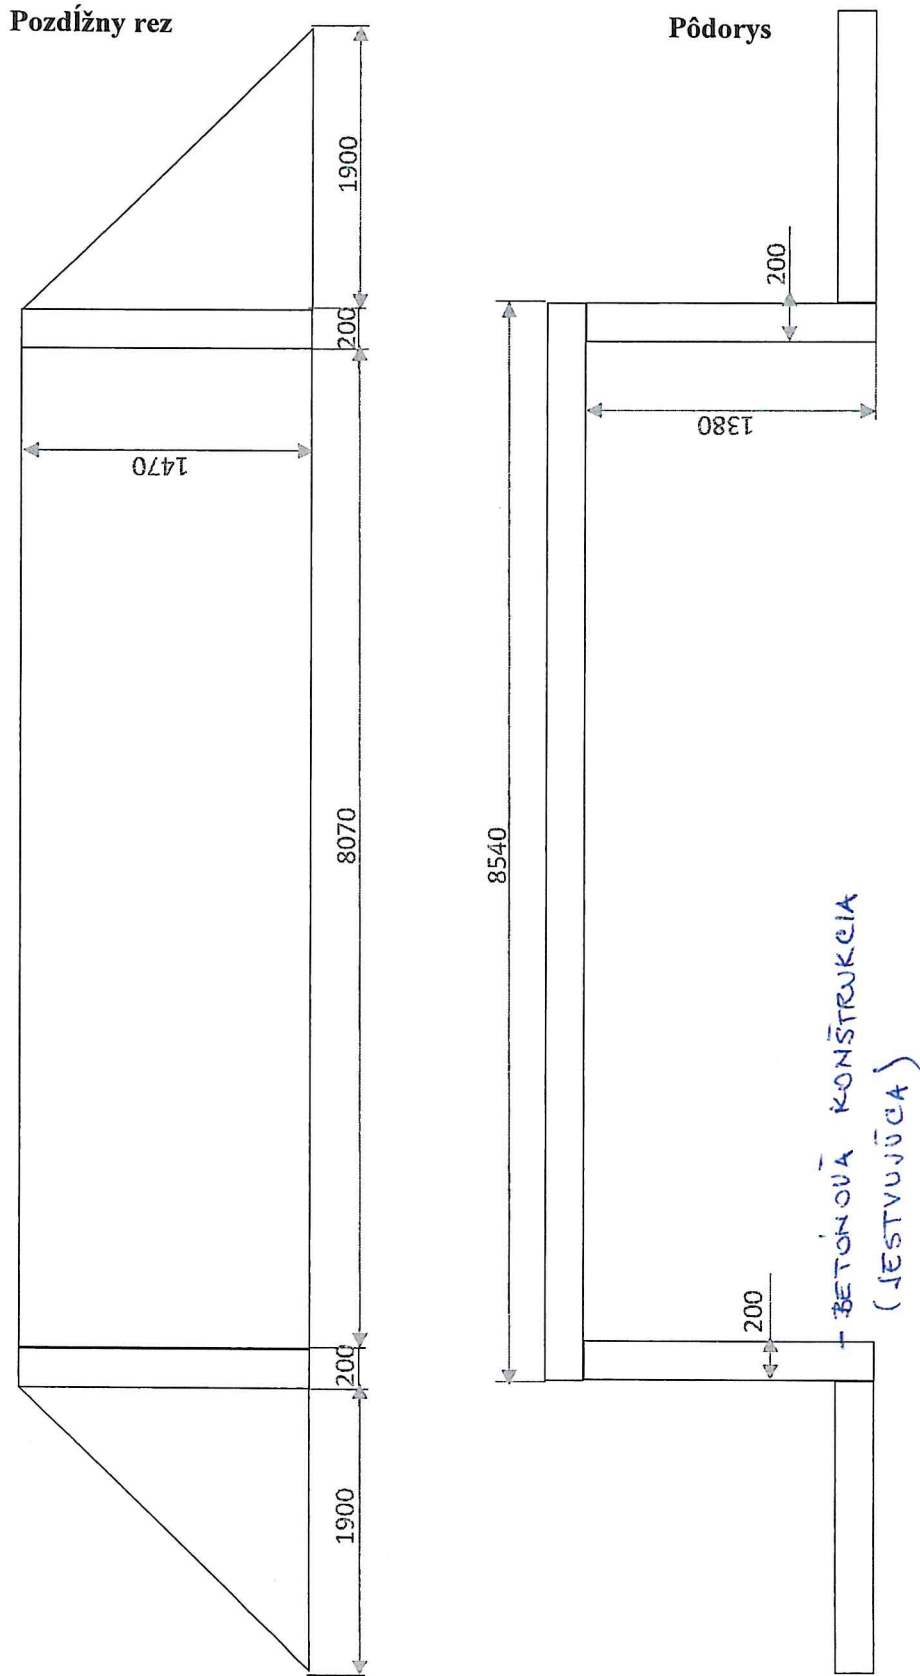 Pozdĺžny rez
1900
200
1470
8070
200
1900
Pôdorys
200
1380
8540
200
- BETÓNOVÁ KONŠTRUKCIA
(JESTVUJÚCA)